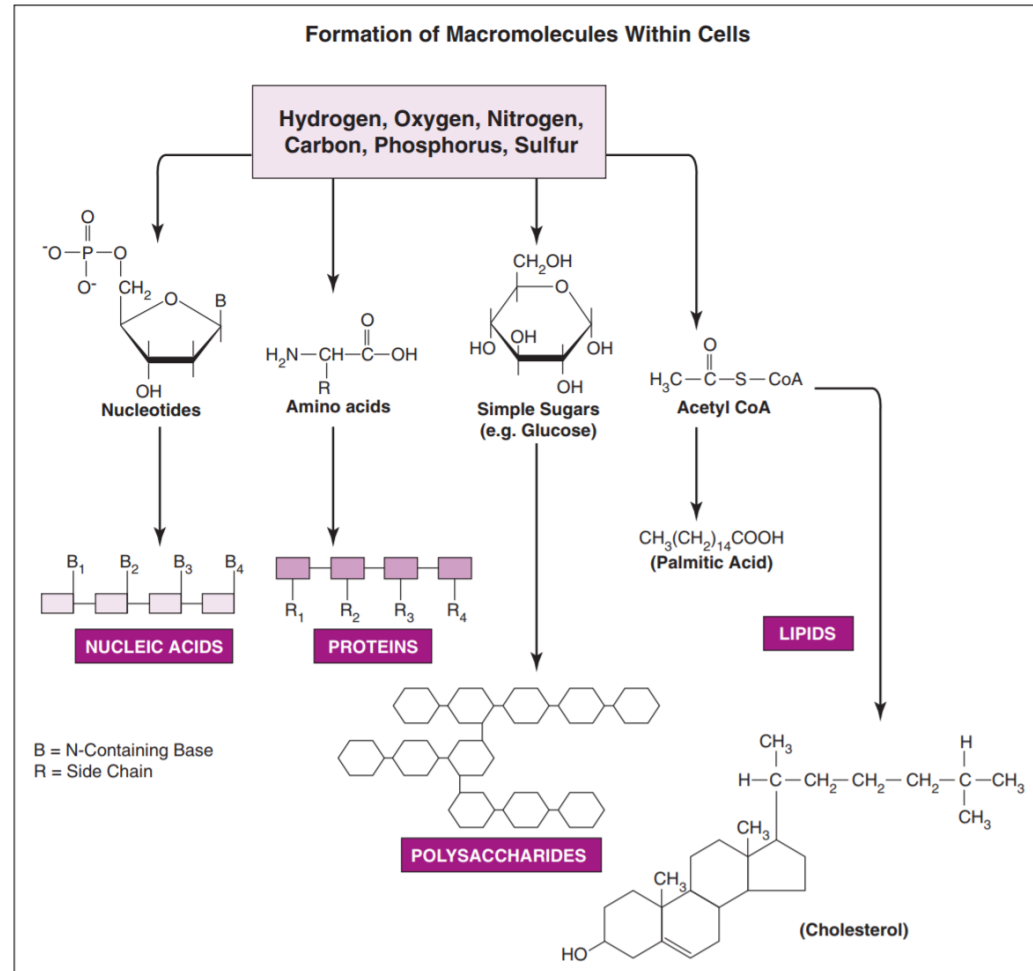 Formation of Macromolecules Within Cells
Hydrogen, Oxygen, Nitrogen,
Carbon, Phosphorus, Sulfur
O
⁻O—P—O
O⁻
CH₂
O
B
OH
Nucleotides
O
H₂N—CH—C—OH
R
Amino acids
CH₂OH
O
OH
HO
OH
OH
Simple Sugars
(e.g. Glucose)
O
H₃C—C—S—CoA
Acetyl CoA
CH₃(CH₂)₁₄COOH
(Palmitic Acid)
B₁ B₂ B₃ B₄
NUCLEIC ACIDS
R₁ R₂ R₃ R₄
PROTEINS
LIPIDS
B = N-Containing Base
R = Side Chain
POLYSACCHARIDES
CH₃ H
H—C—CH₂—CH₂—CH₂—C—CH₃
CH₃
CH₃
CH₃
HO
(Cholesterol)